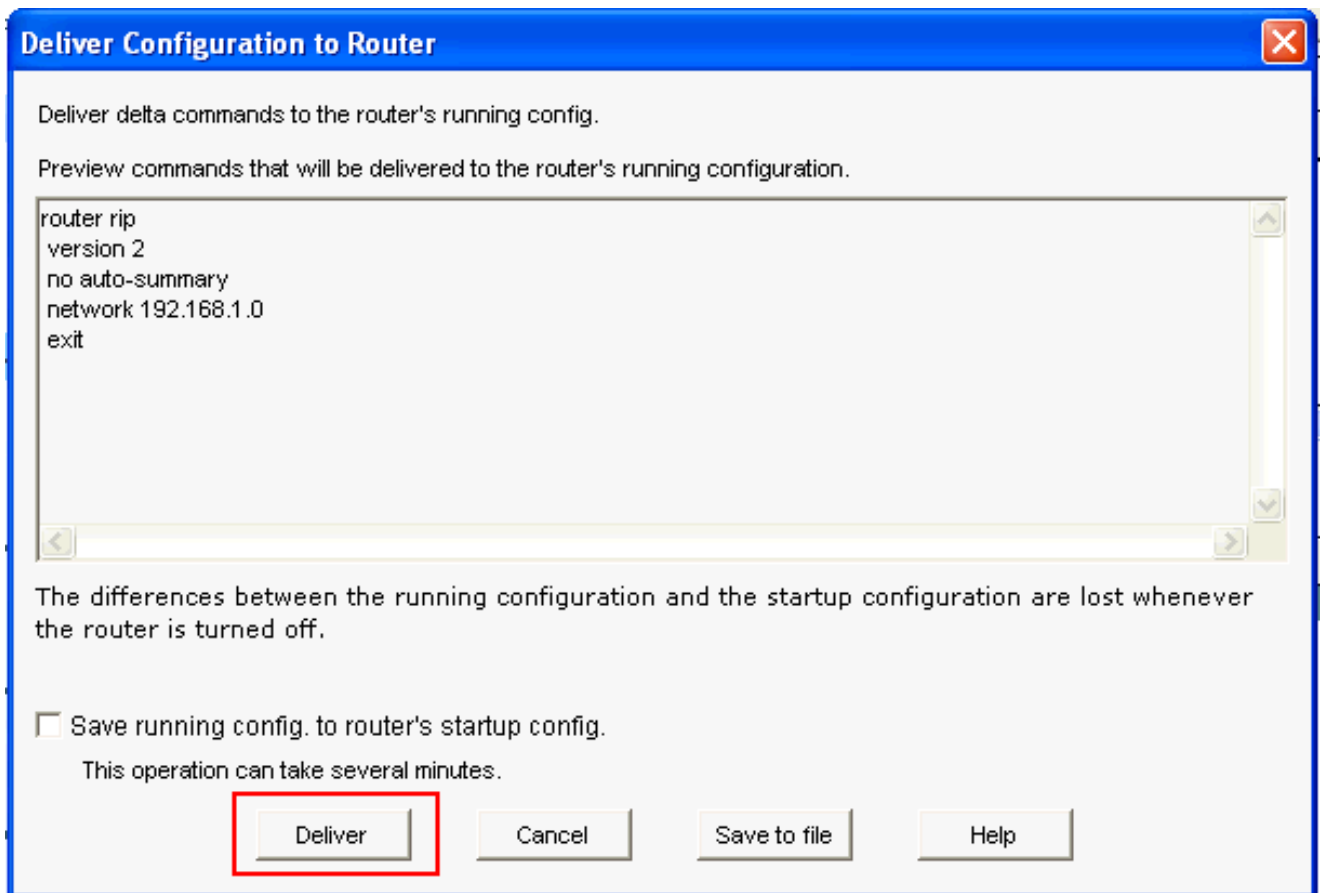 Deliver Configuration to Router
Deliver delta commands to the router's running config.
Preview commands that will be delivered to the router's running configuration.
router rip
version 2
no auto-summary
network 192.168.1.0
exit
The differences between the running configuration and the startup configuration are lost whenever
the router is turned off.
Save running config. to router's startup config.
This operation can take several minutes.
Deliver Cancel Save to file Help